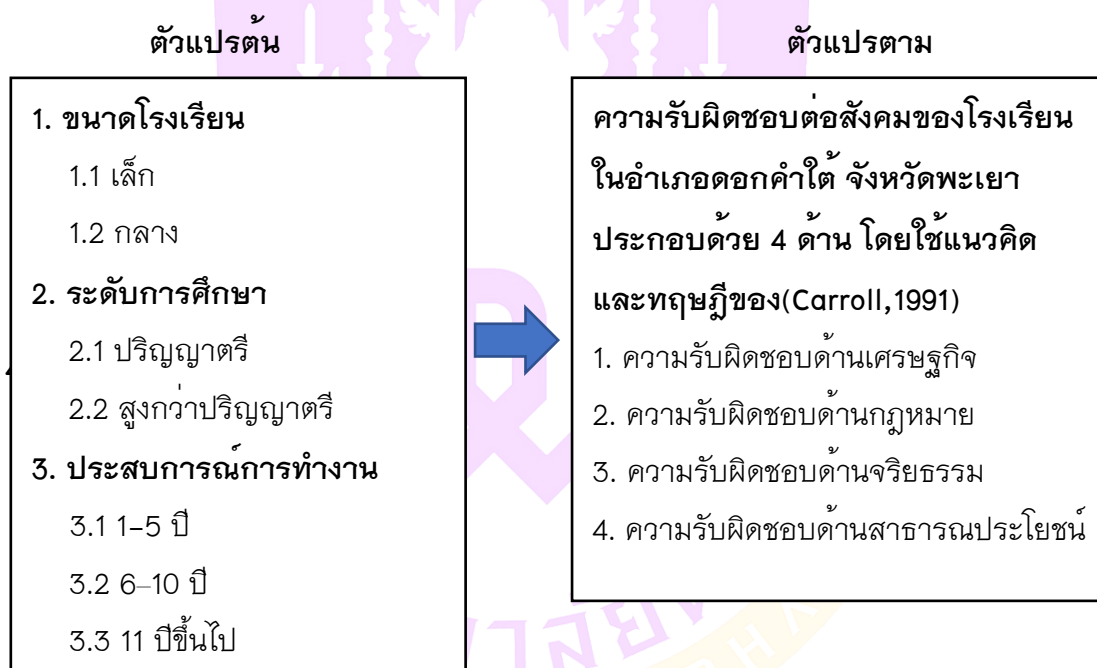 ตัวแปรต้น
1. ขนาดโรงเรียน
1.1 เล็ก
1.2 กลาง
2. ระดับการศึกษา
2.1 ปริญญาตรี
2.2 สูงกว่าปริญญาตรี
3. ประสบการณ์การทำงาน
3.1 1–5 ปี
3.2 6–10 ปี
3.3 11 ปีขึ้นไป
ตัวแปรตาม
ความรับผิดชอบต่อสังคมของโรงเรียน
ในอำเภอดอกคำใต้ จังหวัดพะเยา
ประกอบด้วย 4 ด้าน โดยใช้แนวคิด
และทฤษฎีของ(Carroll,1991)
1. ความรับผิดชอบด้านเศรษฐกิจ
2. ความรับผิดชอบด้านกฎหมาย
3. ความรับผิดชอบด้านจริยธรรม
4. ความรับผิดชอบด้านสาธารณประโยชน์